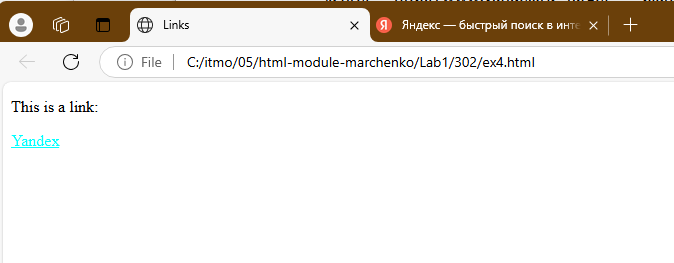 Links
Яндекс — быстрый поиск в инте
File
C:/itmo/05/html-module-marchenko/Lab1/302/ex4.html
This is a link:
Yandex